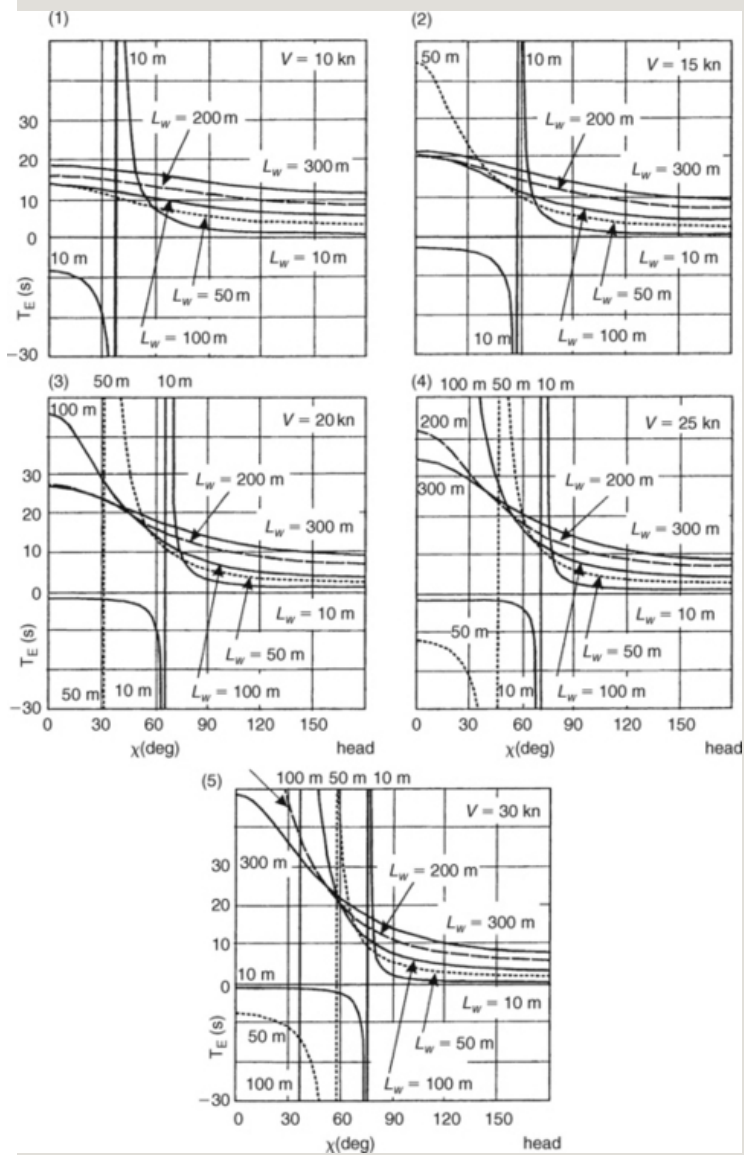 (1)
10 m
V = 10 kn
L_w = 200 m
L_w = 300 m
30
20
10
0
10 m
L_w = 10 m
L_w = 50 m
L_w = 100 m
T_E (s)
–30
(2)
50 m
10 m
V = 15 kn
L_w = 200 m
L_w = 300 m
L_w = 10 m
L_w = 50 m
L_w = 100 m
10 m
(3)
50 m 10 m
100 m
V = 20 kn
L_w = 200 m
L_w = 300 m
30
20
10
0
L_w = 10 m
L_w = 50 m
L_w = 100 m
50 m
10 m
T_E (s)
–30
0 30 60 90 120 150
χ(deg) head
(4)
100 m 50 m 10 m
200 m
V = 25 kn
300 m
L_w = 200 m
L_w = 300 m
L_w = 10 m
50 m
L_w = 50 m
10 m
L_w = 100 m
0 30 60 90 120 150
χ(deg) head
(5)
100 m 50 m 10 m
V = 30 kn
300 m
L_w = 200 m
L_w = 300 m
30
20
10
0
10 m
L_w = 10 m
50 m
L_w = 50 m
100 m
L_w = 100 m
T_E (s)
–30
0 30 60 90 120 150
χ(deg) head